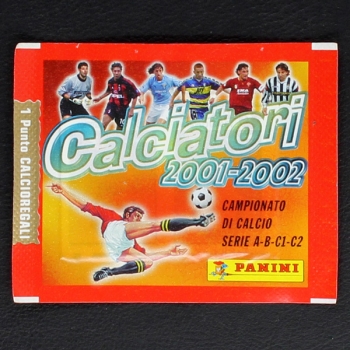 Calciatori
2001-2002
CAMPIONATO
DI CALCIO
SERIE A-B-C1-C2
PANINI
1 Punto CALCIOREGALI